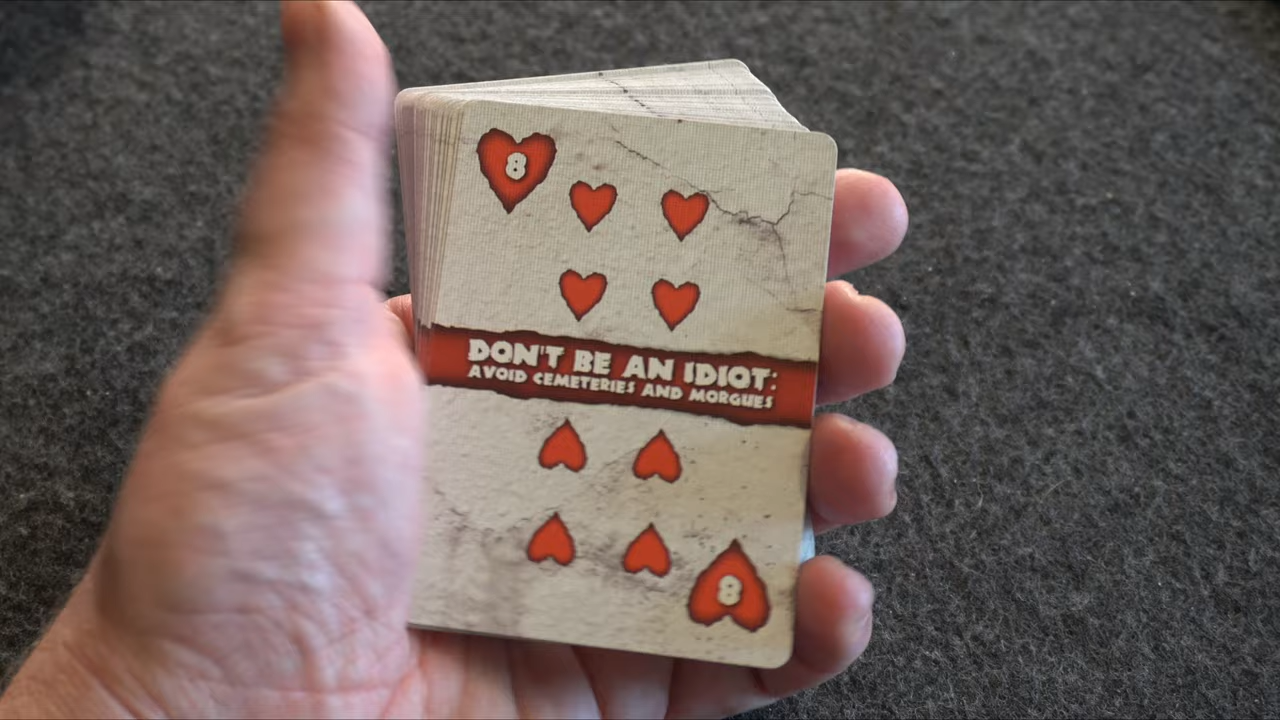 8
DON'T BE AN IDIOT:
AVOID CEMETERIES AND MORGUES
8